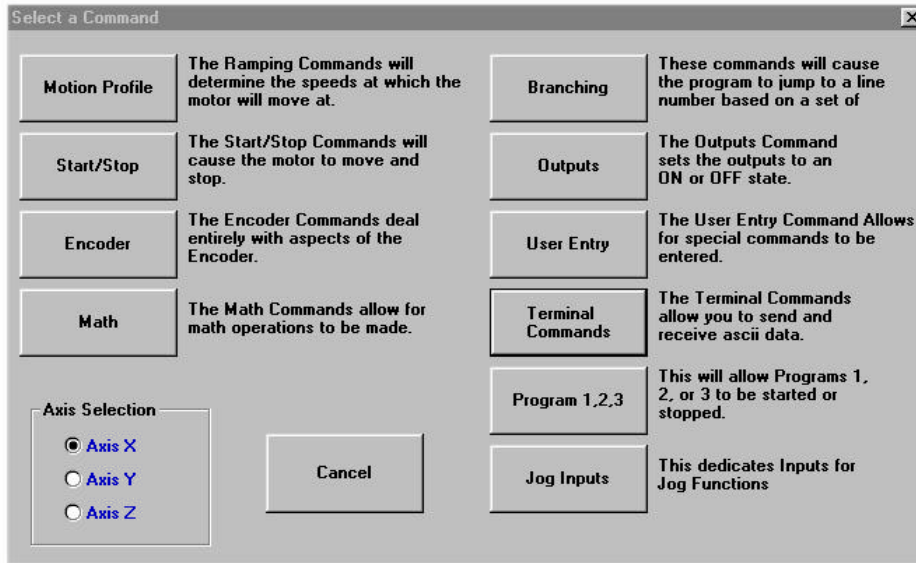 Select a Command
Motion Profile
The Ramping Commands will
determine the speeds at which the
motor will move at.
Start/Stop
The Start/Stop Commands will
cause the motor to move and
stop.
Encoder
The Encoder Commands deal
entirely with aspects of the
Encoder.
Math
The Math Commands allow for
math operations to be made.
Axis Selection
Axis X
Axis Y
Axis Z
Cancel
Branching
These commands will cause
the program to jump to a line
number based on a set of
Outputs
The Outputs Command
sets the outputs to an
ON or OFF state.
User Entry
The User Entry Command Allows
for special commands to be
entered.
Terminal
Commands
The Terminal Commands
allow you to send and
receive ascii data.
Program 1,2,3
This will allow Programs 1,
2, or 3 to be started or
stopped.
Jog Inputs
This dedicates Inputs for
Jog Functions